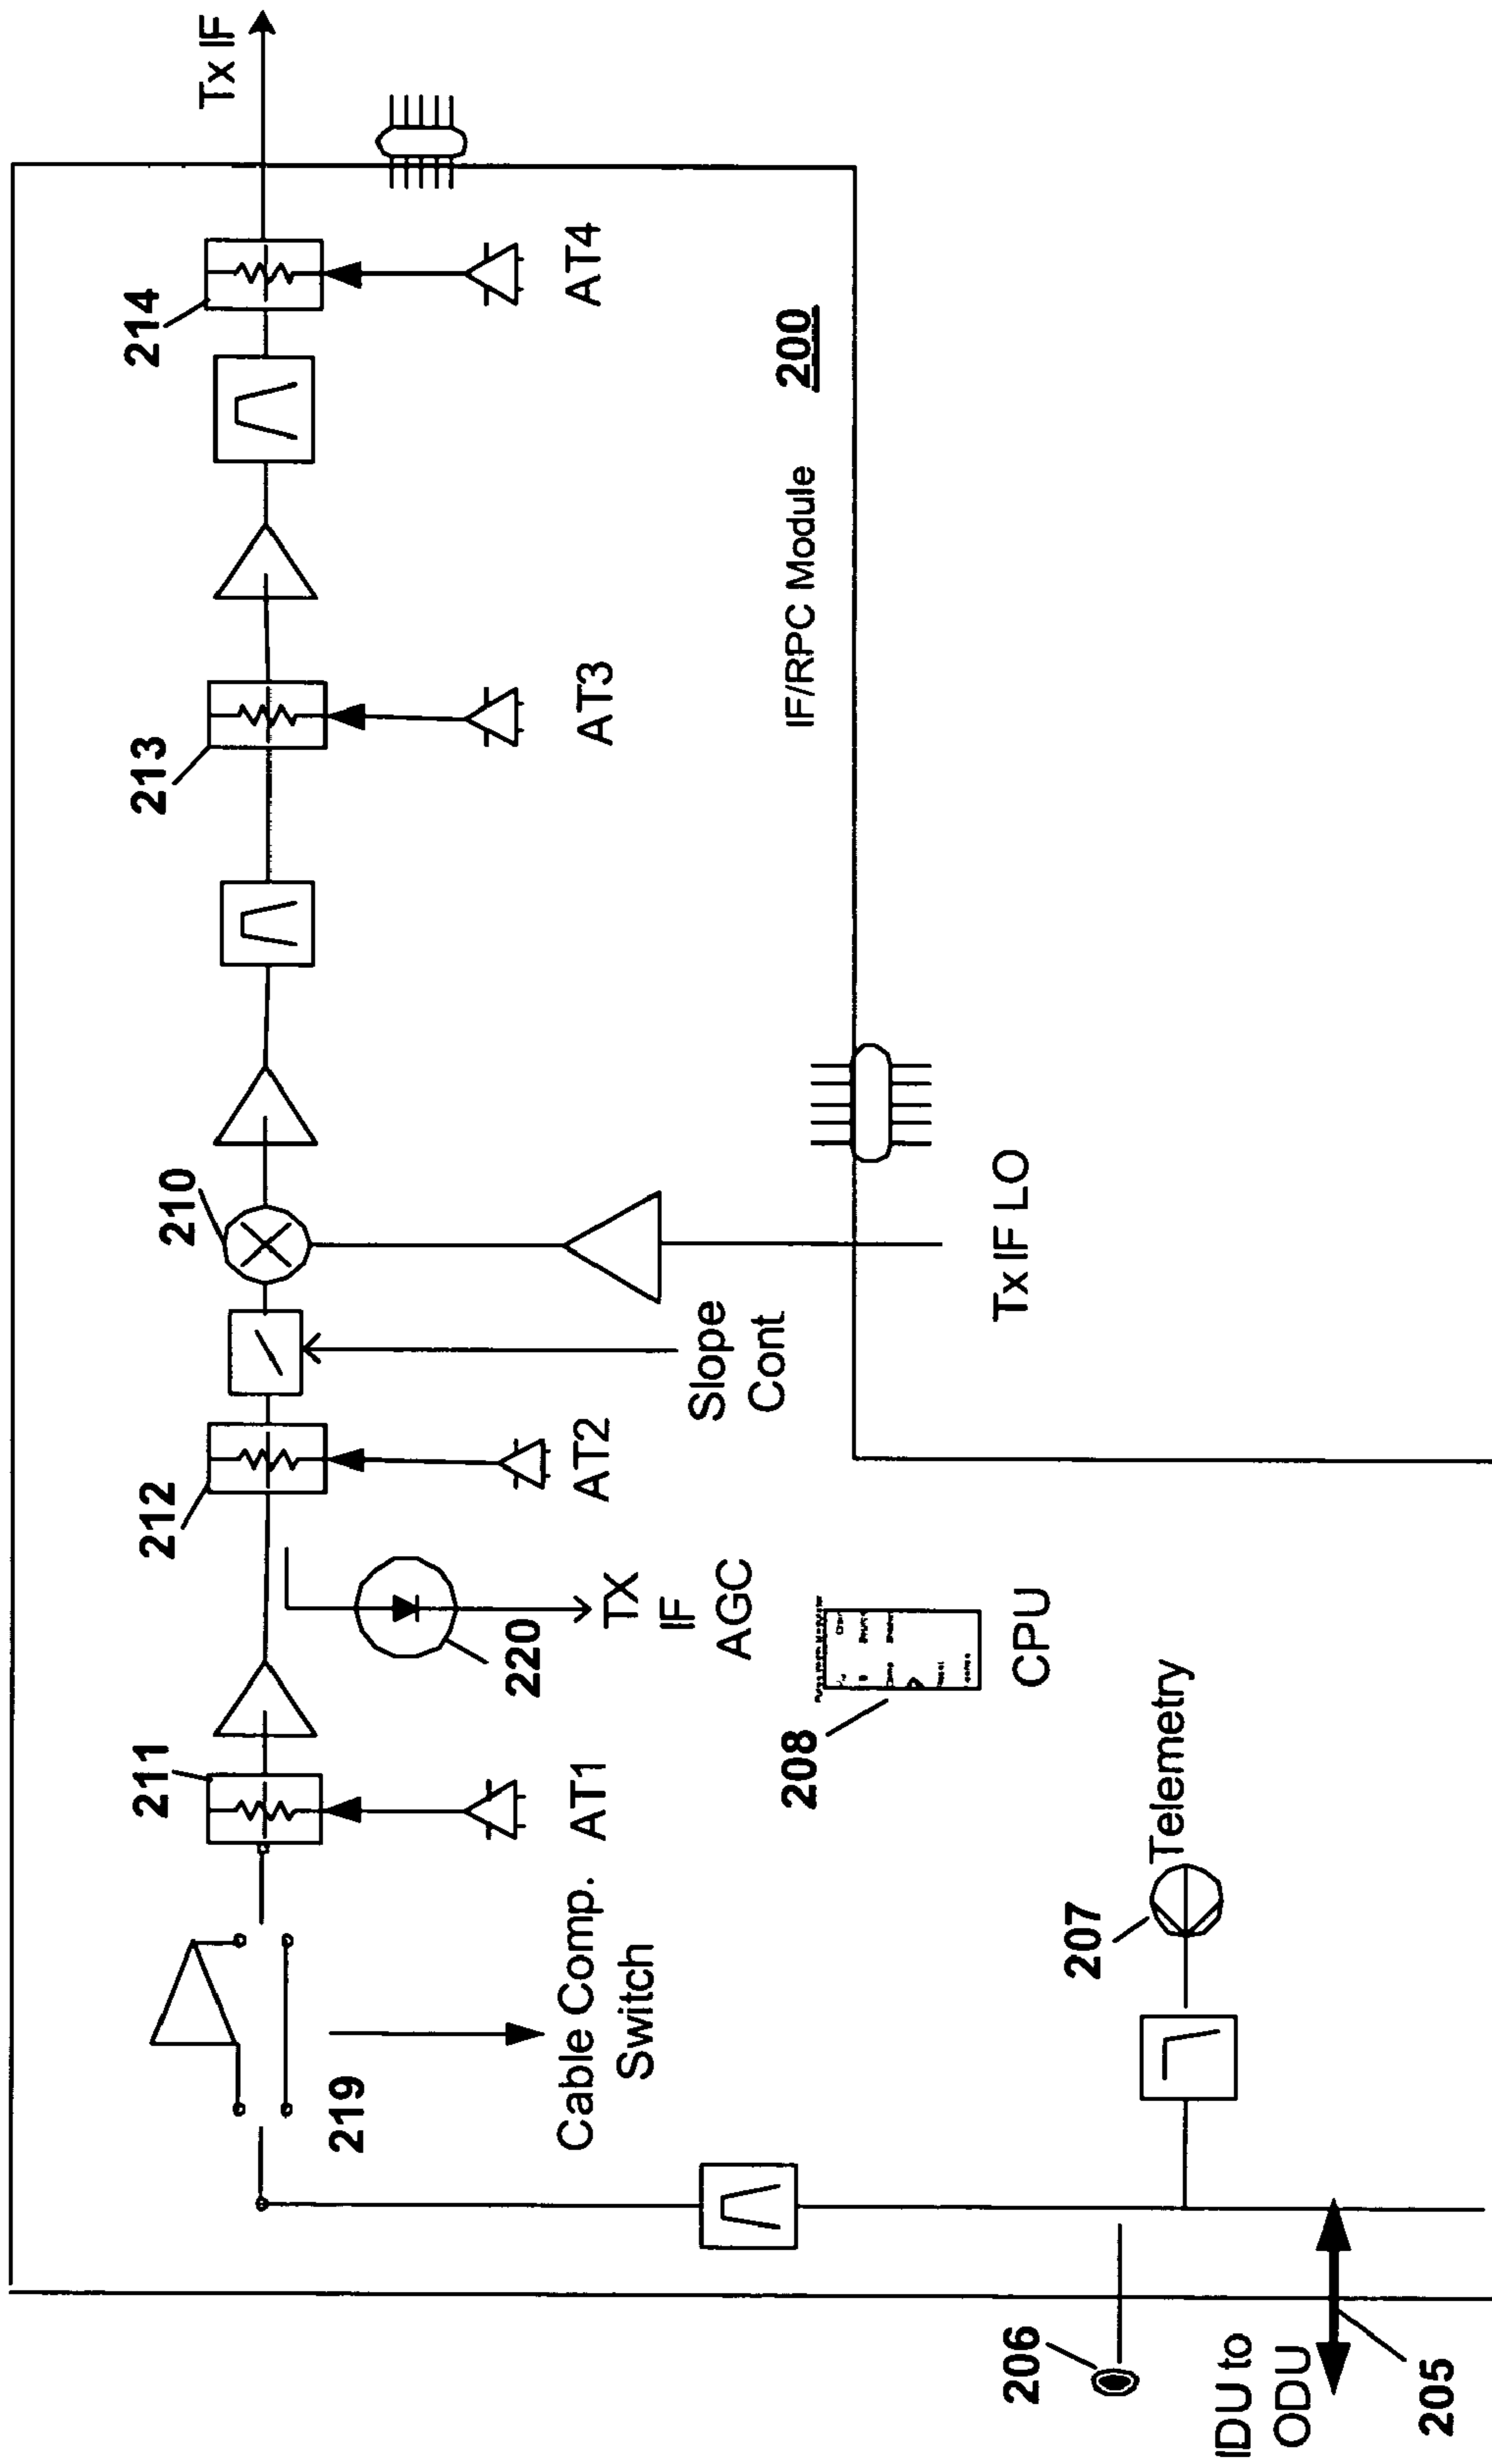 Tx IF
214
AT4
200
213
AT3
IF/RPC Module
210
Tx IF LO
Slope
Cont
212
AT2
220
TX
IF
AGC
208
CPU
211
AT1
219
Cable Comp.
Switch
207
Telemetry
206
IDU to
ODU
205